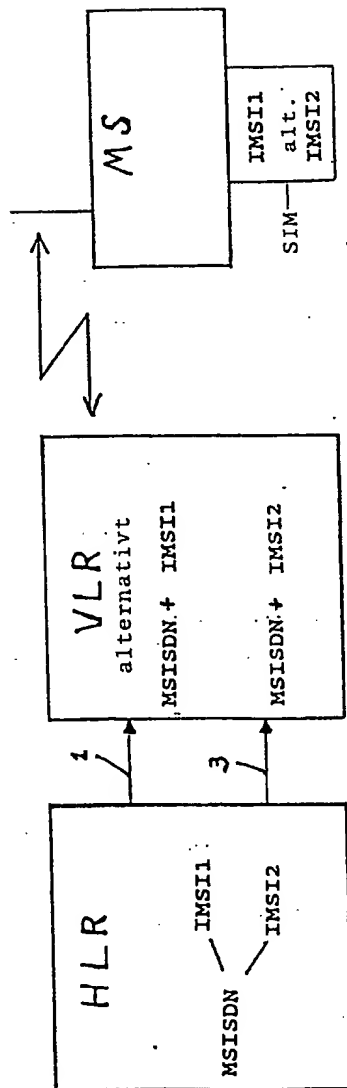 HLR
MSISDN
IMSI1
IMSI2
1
3
VLR
alternativt
MSISDN + IMSI1
MSISDN + IMSI2
MS
SIM
IMSI1
alt.
IMSI2